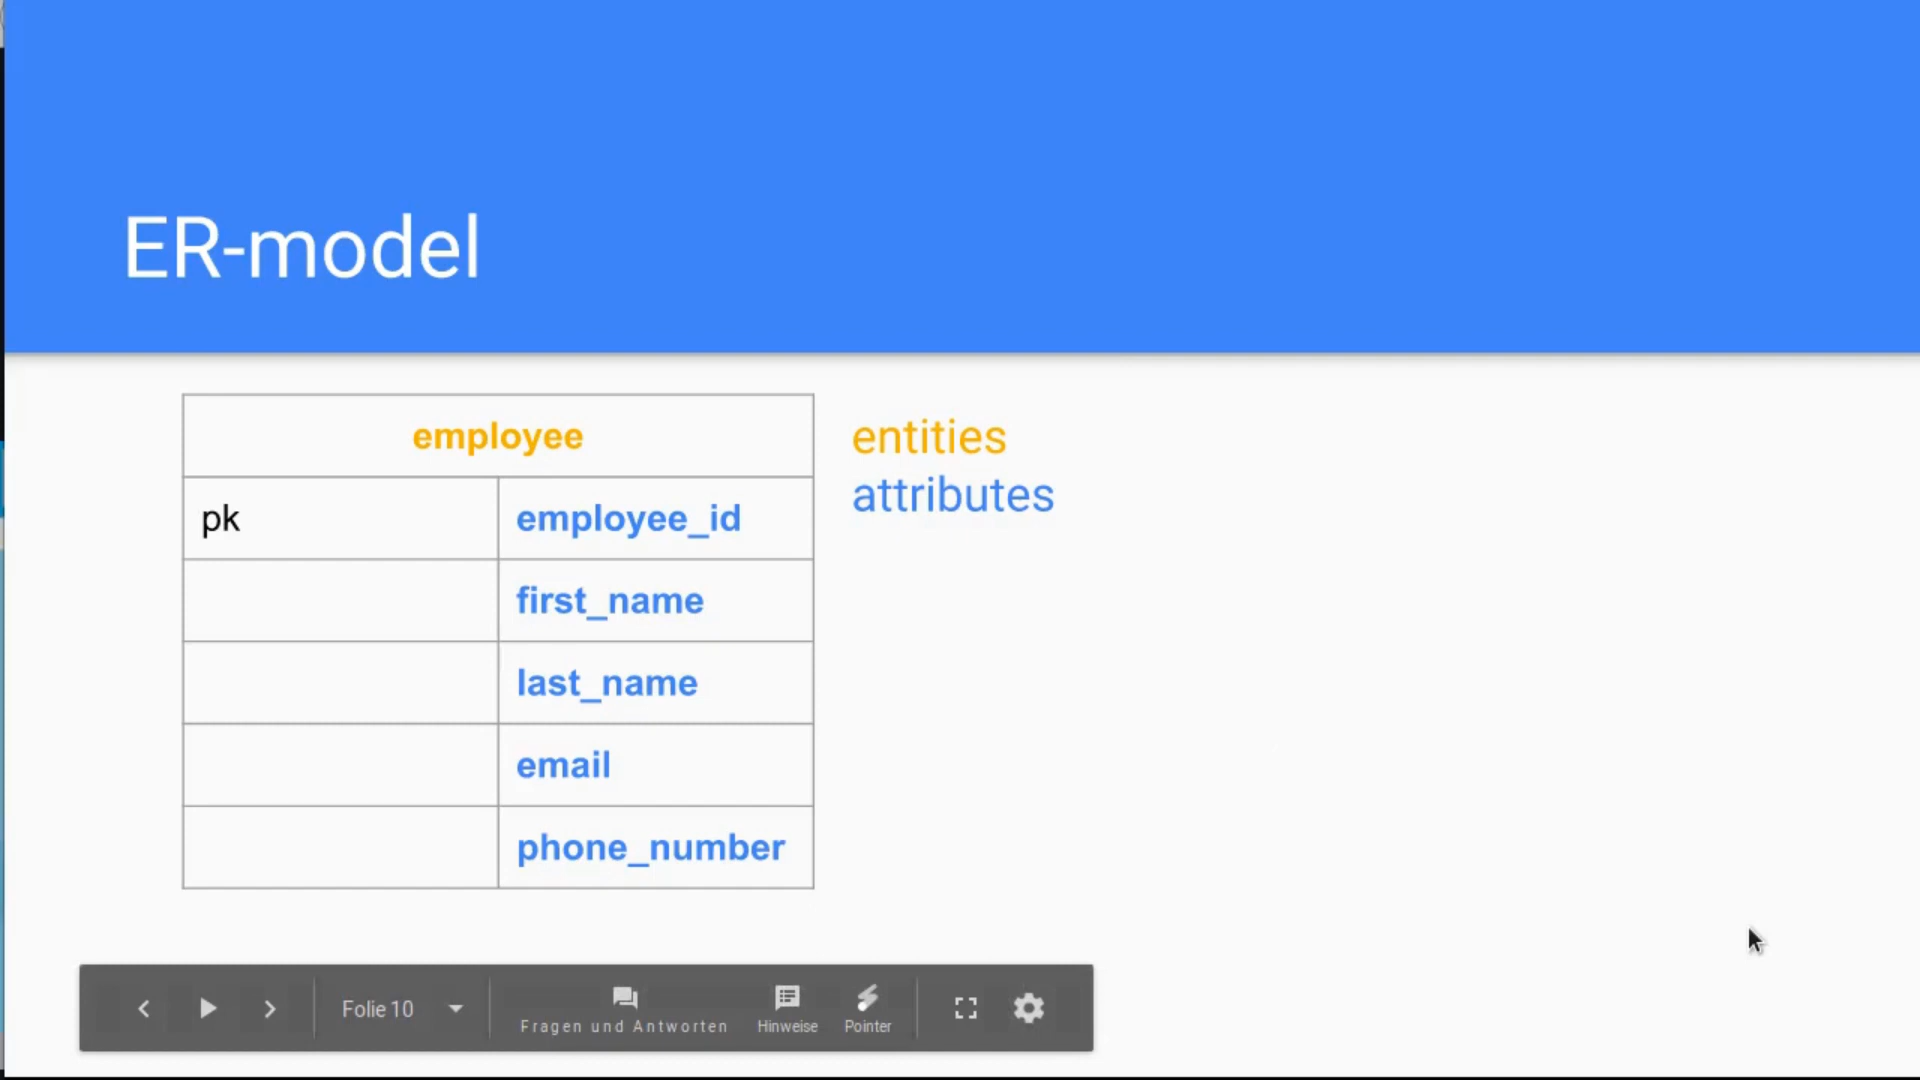 ER-model
employee
entities
attributes
pk employee_id
first_name
last_name
email
phone_number
Folie 10
Fragen und Antworten
Hinweise
Pointer